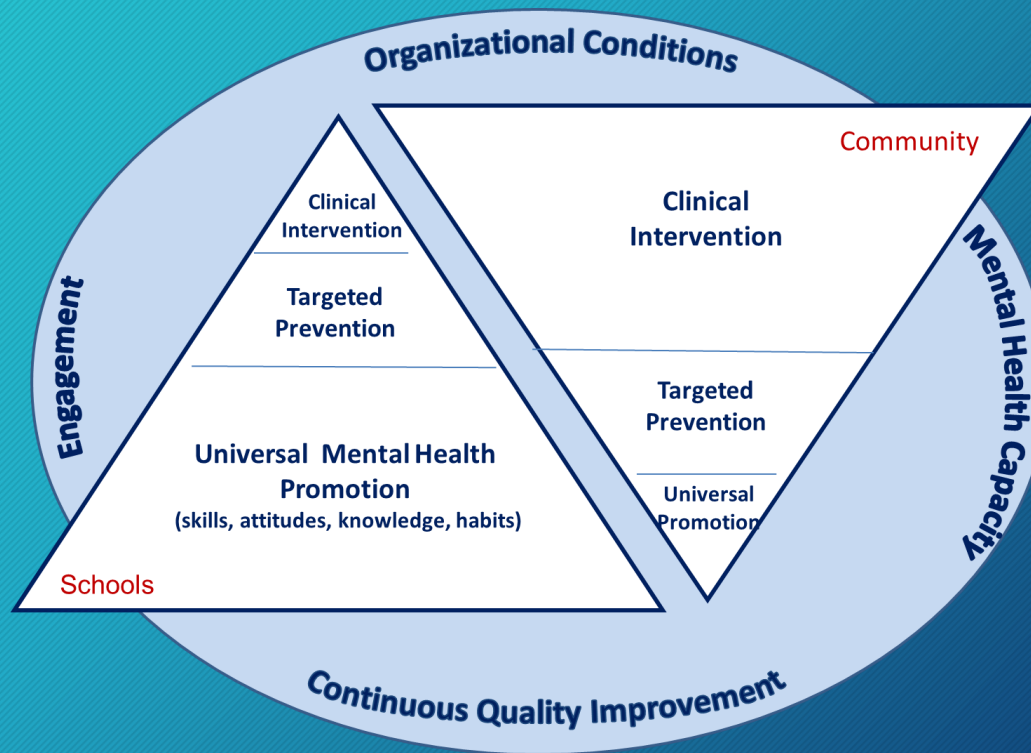 Organizational Conditions
Community
Clinical
Intervention
Clinical
Intervention
Engagement
Mental Health Capacity
Targeted
Prevention
Targeted
Prevention
Universal Mental Health
Promotion
(skills, attitudes, knowledge, habits)
Universal
Promotion
Schools
Continuous Quality Improvement